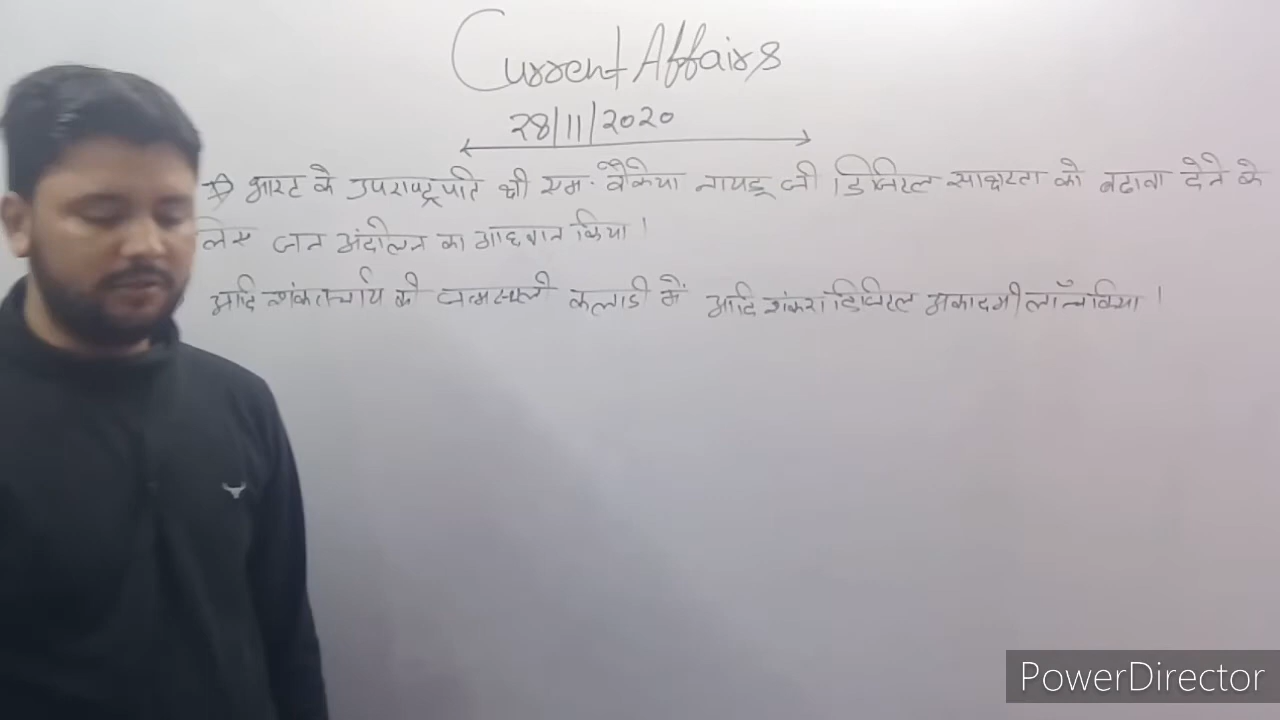 Current Affairs
28/11/2020
भारत के उपराष्ट्रपति श्री एम. वेंकैया नायडू जी डिजिटल साक्षरता को बढावा देने के
लिए जन अंदोलन का आह्वान किया।
आदि शंकराचार्य की जन्मस्थली कलाडी में आदि शंकरा डिजिटल अकादमी लॉन्च किया।
PowerDirector